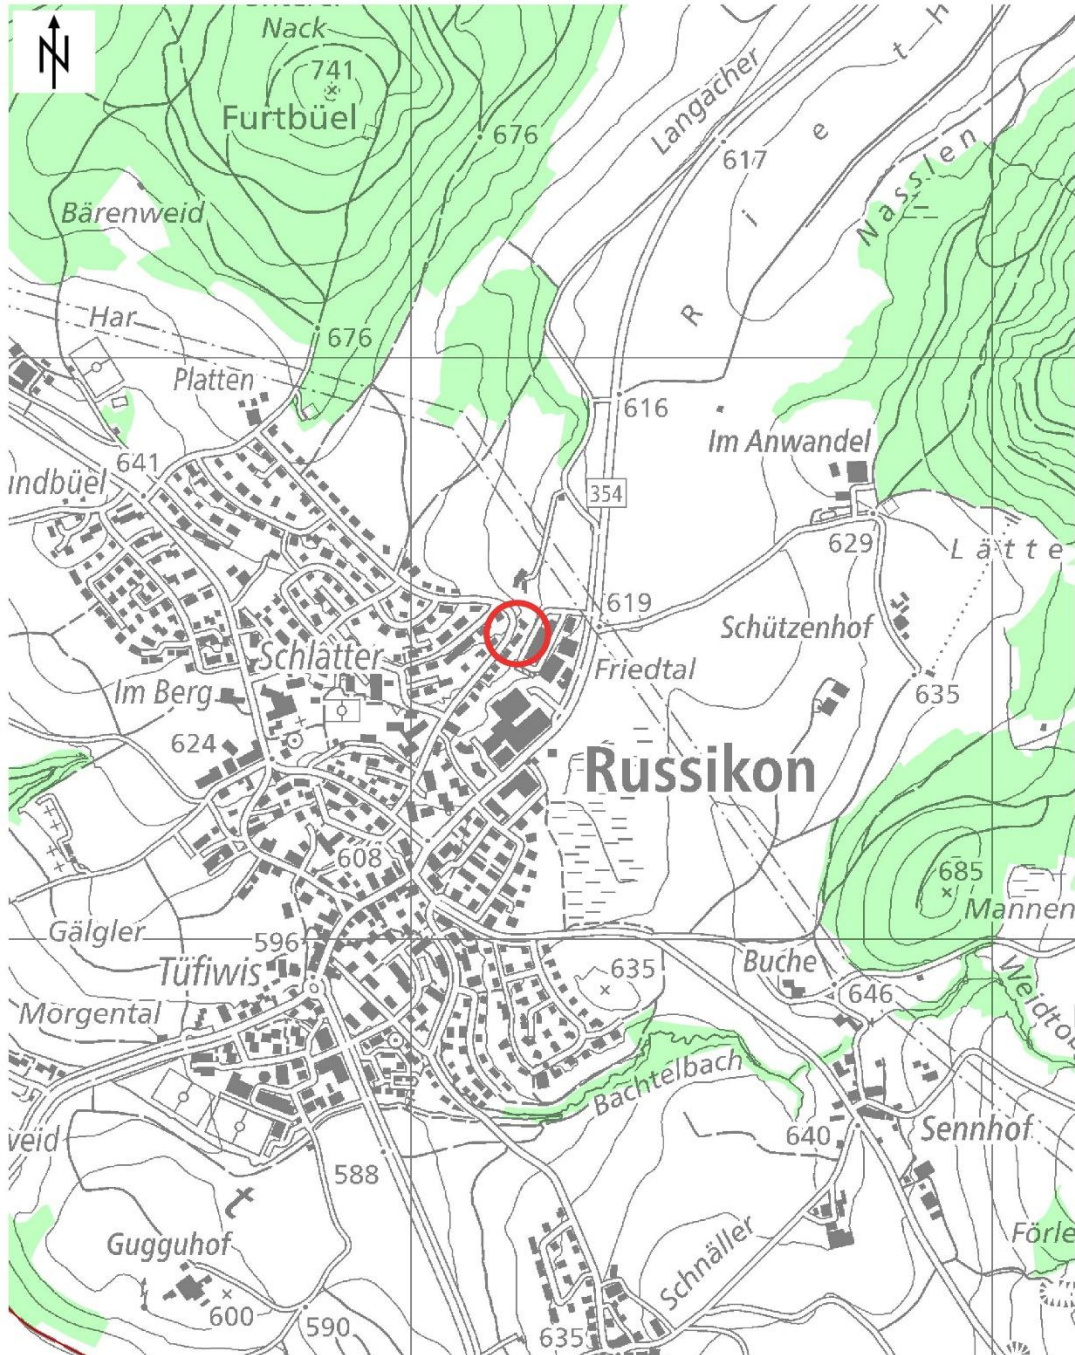 N
Nack
741
Furtbüel
676
Langacher
617
Rieth
Nasslen
Bärenweid
Har
676
Platten
616
Im Anwandel
641
indbüel
354
629
Lätte
619
Schützenhof
Schlatter
Friedtal
Im Berg
635
624
Russikon
608
685
Mannen
Gälgler
596
Tüfiwis
635
Buche
646
Weidtob
Morgental
Bachtelbach
640
Sennhof
weid
588
Gugguhof
Schnäller
Förle
600
590
635